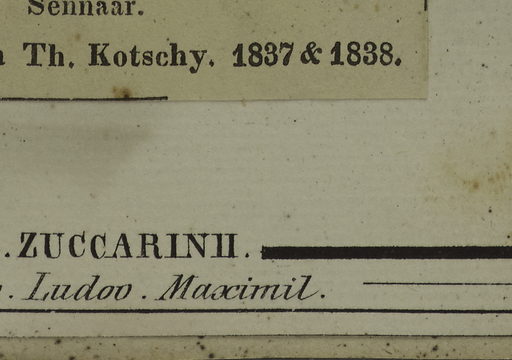 Sennaar.
Th. Kotschy. 1837 & 1838.
. ZUCCARINII.
. Ludov. Maximil.